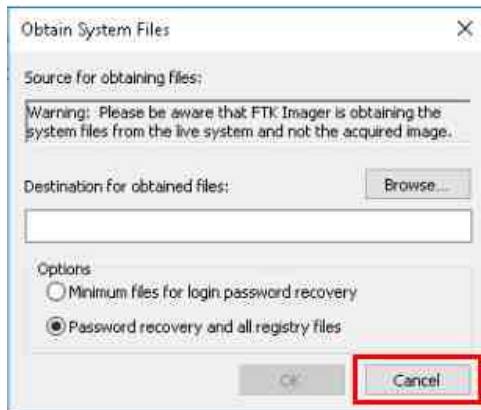 Obtain System Files
Source for obtaining files:
Warning: Please be aware that FTK Imager is obtaining the
system files from the live system and not the acquired image.
Destination for obtained files:
Browse...
Options
Minimum files for login password recovery
Password recovery and all registry files
OK
Cancel